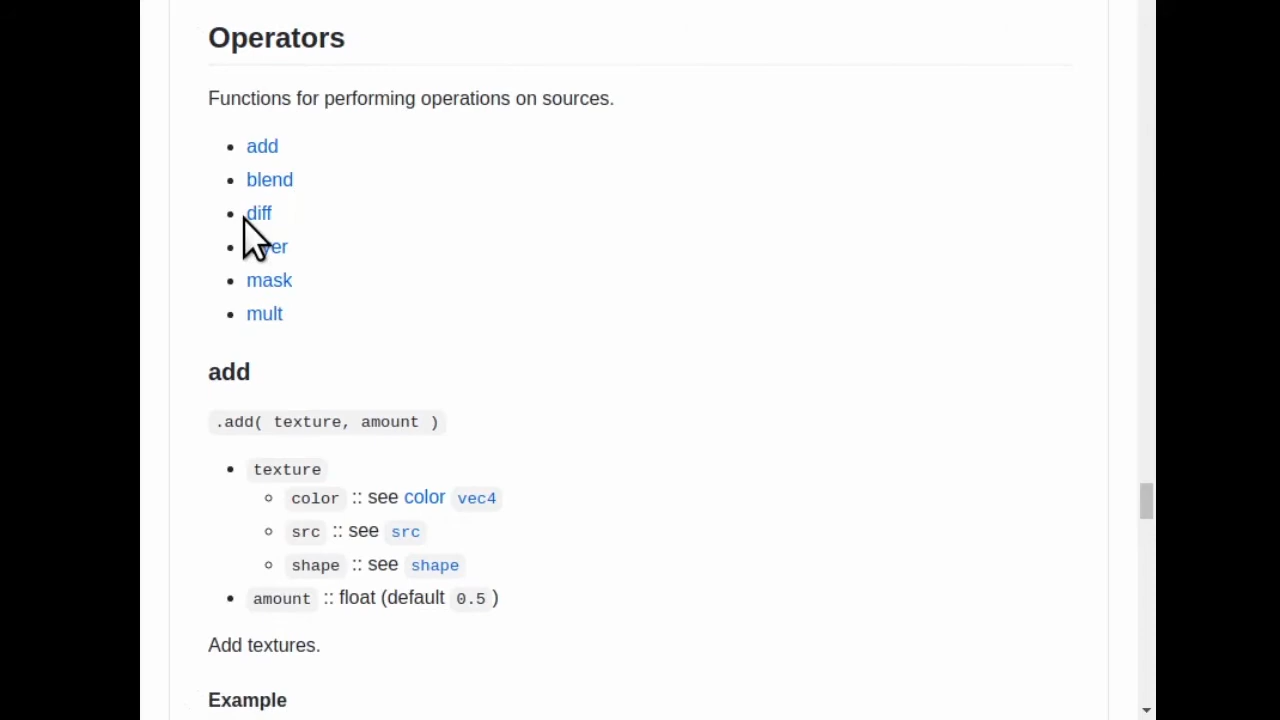 Operators
Functions for performing operations on sources.
add
blend
diff
mask
mult
add
.add( texture, amount )
texture
color :: see color vec4
src :: see src
shape :: see shape
amount :: float (default 0.5 )
Add textures.
Example